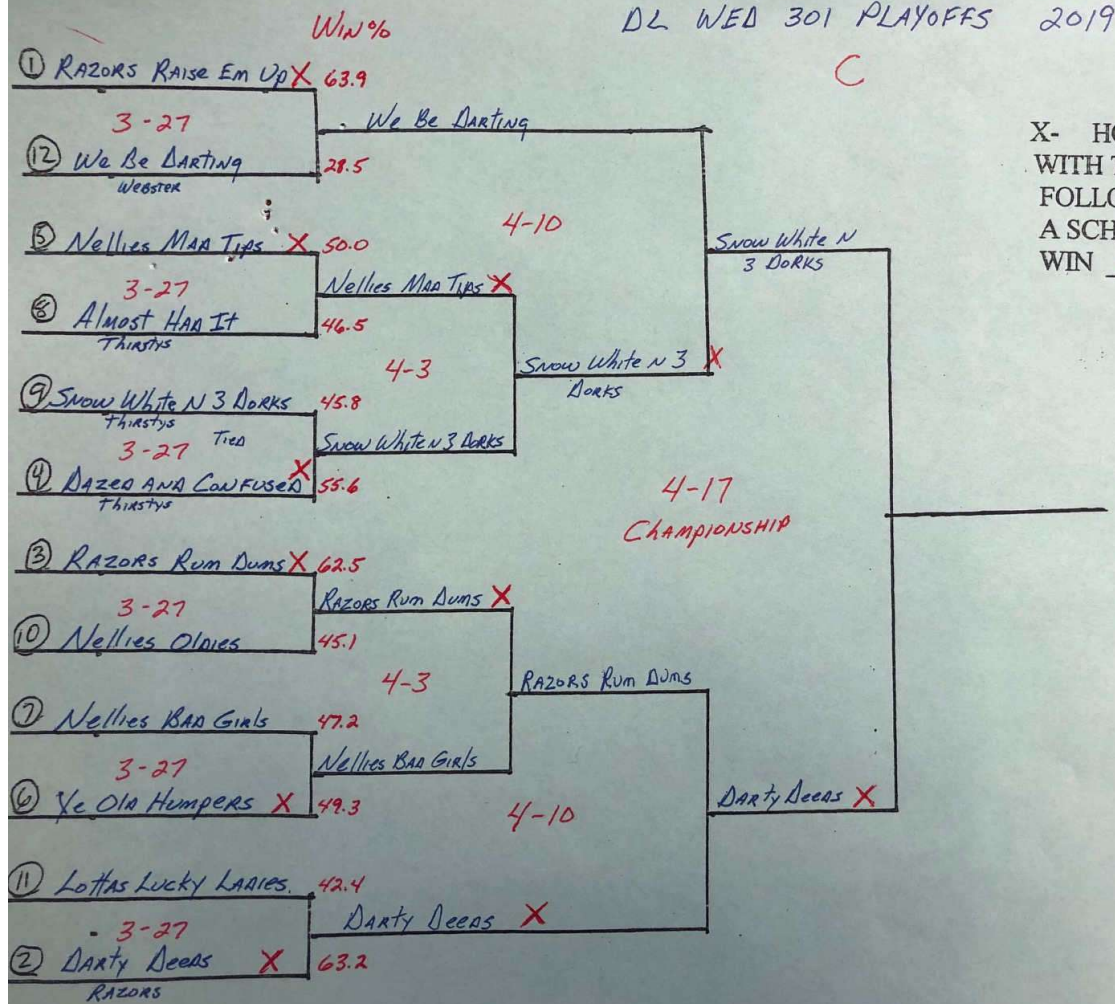 WIN %
DL WED 301 PLAYOFFS 2019
C
① RAZORS RAISE EM UP X 63.9
3-27
We Be DARTING
⑫ We Be DARTING 28.5
WEBSTER
X- HO
WITH T
FOLLO
A SCH
WIN _
4-10
⑤ Nellies MAD TIPS X 50.0
3-27
Nellies MAD TIPS X
⑧ Almost HAD IT 46.5
THIRSTYS
SNOW WHITE N
3 DORKS
4-3
SNOW WHITE N 3 X
DORKS
⑨ SNOW WHITE N 3 DORKS 45.8
THIRSTYS
3-27 TIED
SNOW WHITE N 3 DORKS
④ DAZED AND CONFUSED X 55.6
THIRSTYS
4-17
CHAMPIONSHIP
③ RAZORS RUM DUMS X 62.5
3-27
RAZORS RUM DUMS X
⑩ Nellies OLDIES 45.1
4-3
RAZORS RUM DUMS
⑦ Nellies BAD GIRLS 47.2
3-27
Nellies BAD GIRLS
⑥ Ye OLD HUMPERS X 49.3
4-10
DARTY DEEDS X
⑪ LOTTAS LUCKY LADIES. 42.4
3-27
DARTY DEEDS X
② DARTY DEEDS X 63.2
RAZORS